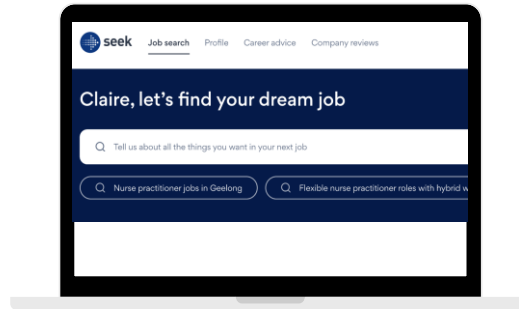 seek Job search Profile Career advice Company reviews
Claire, let's find your dream job
Tell us about all the things you want in your next job
Nurse practitioner jobs in Geelong Flexible nurse practitioner roles with hybrid w